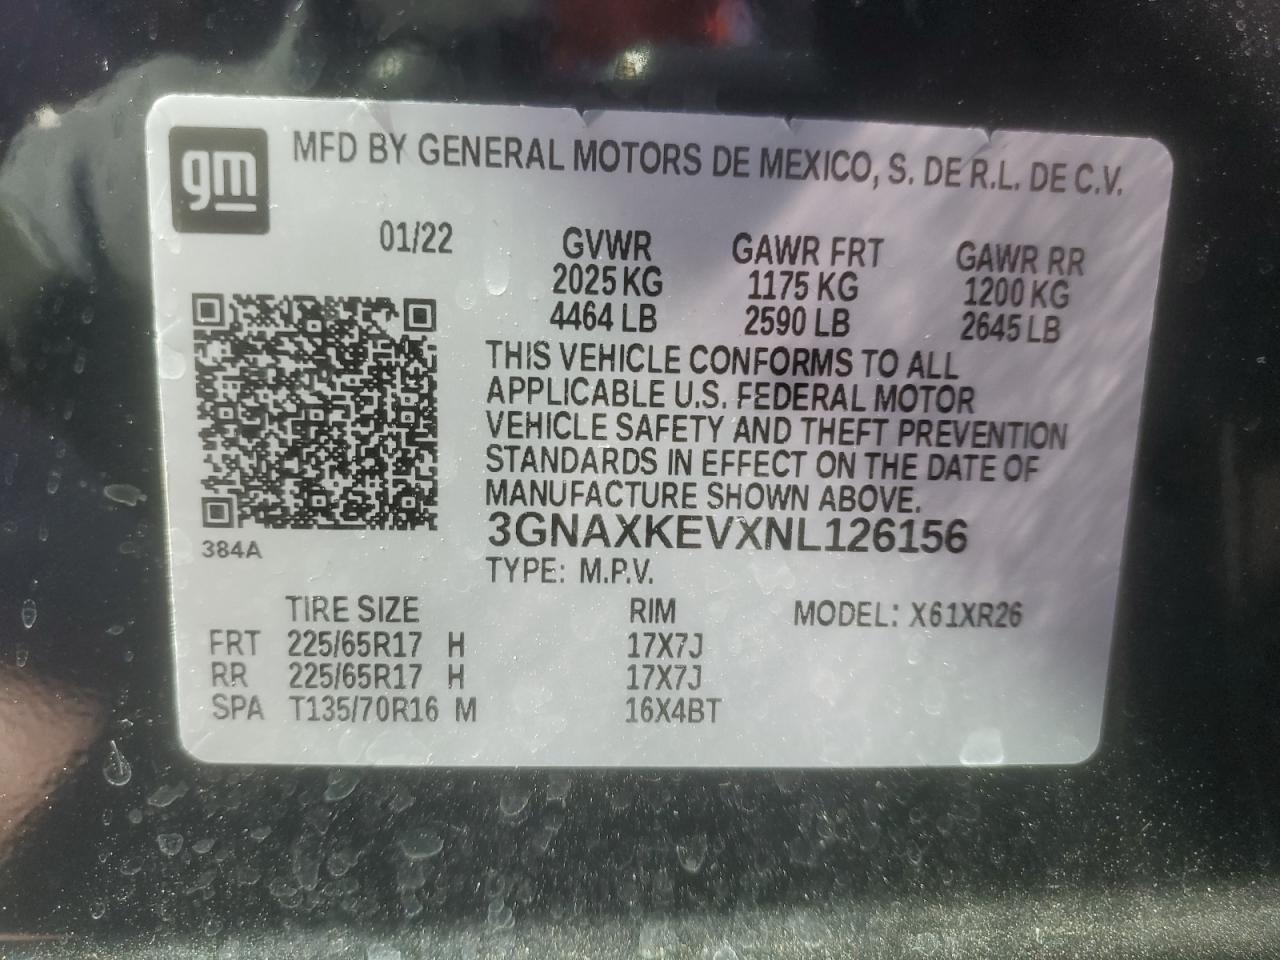 gm
MFD BY GENERAL MOTORS DE MEXICO, S. DE R.L. DE C.V.
01/22 GVWR GAWR FRT GAWR RR
2025 KG 1175 KG 1200 KG
4464 LB 2590 LB 2645 LB
THIS VEHICLE CONFORMS TO ALL
APPLICABLE U.S. FEDERAL MOTOR
VEHICLE SAFETY AND THEFT PREVENTION
STANDARDS IN EFFECT ON THE DATE OF
MANUFACTURE SHOWN ABOVE.
3GNAXKEVXNL126156
384A
TYPE: M.P.V.
TIRE SIZE RIM MODEL: X61XR26
FRT 225/65R17 H 17X7J
RR 225/65R17 H 17X7J
SPA T135/70R16 M 16X4BT